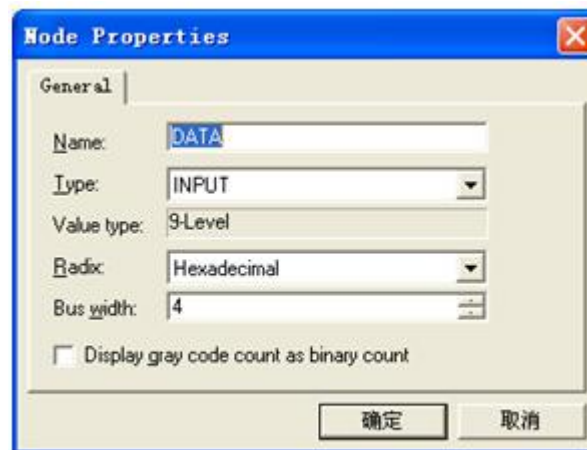 Node Properties
General
Name: DATA
Type: INPUT
Value type: 9-Level
Radix: Hexadecimal
Bus width: 4
Display gray code count as binary count
确定 取消